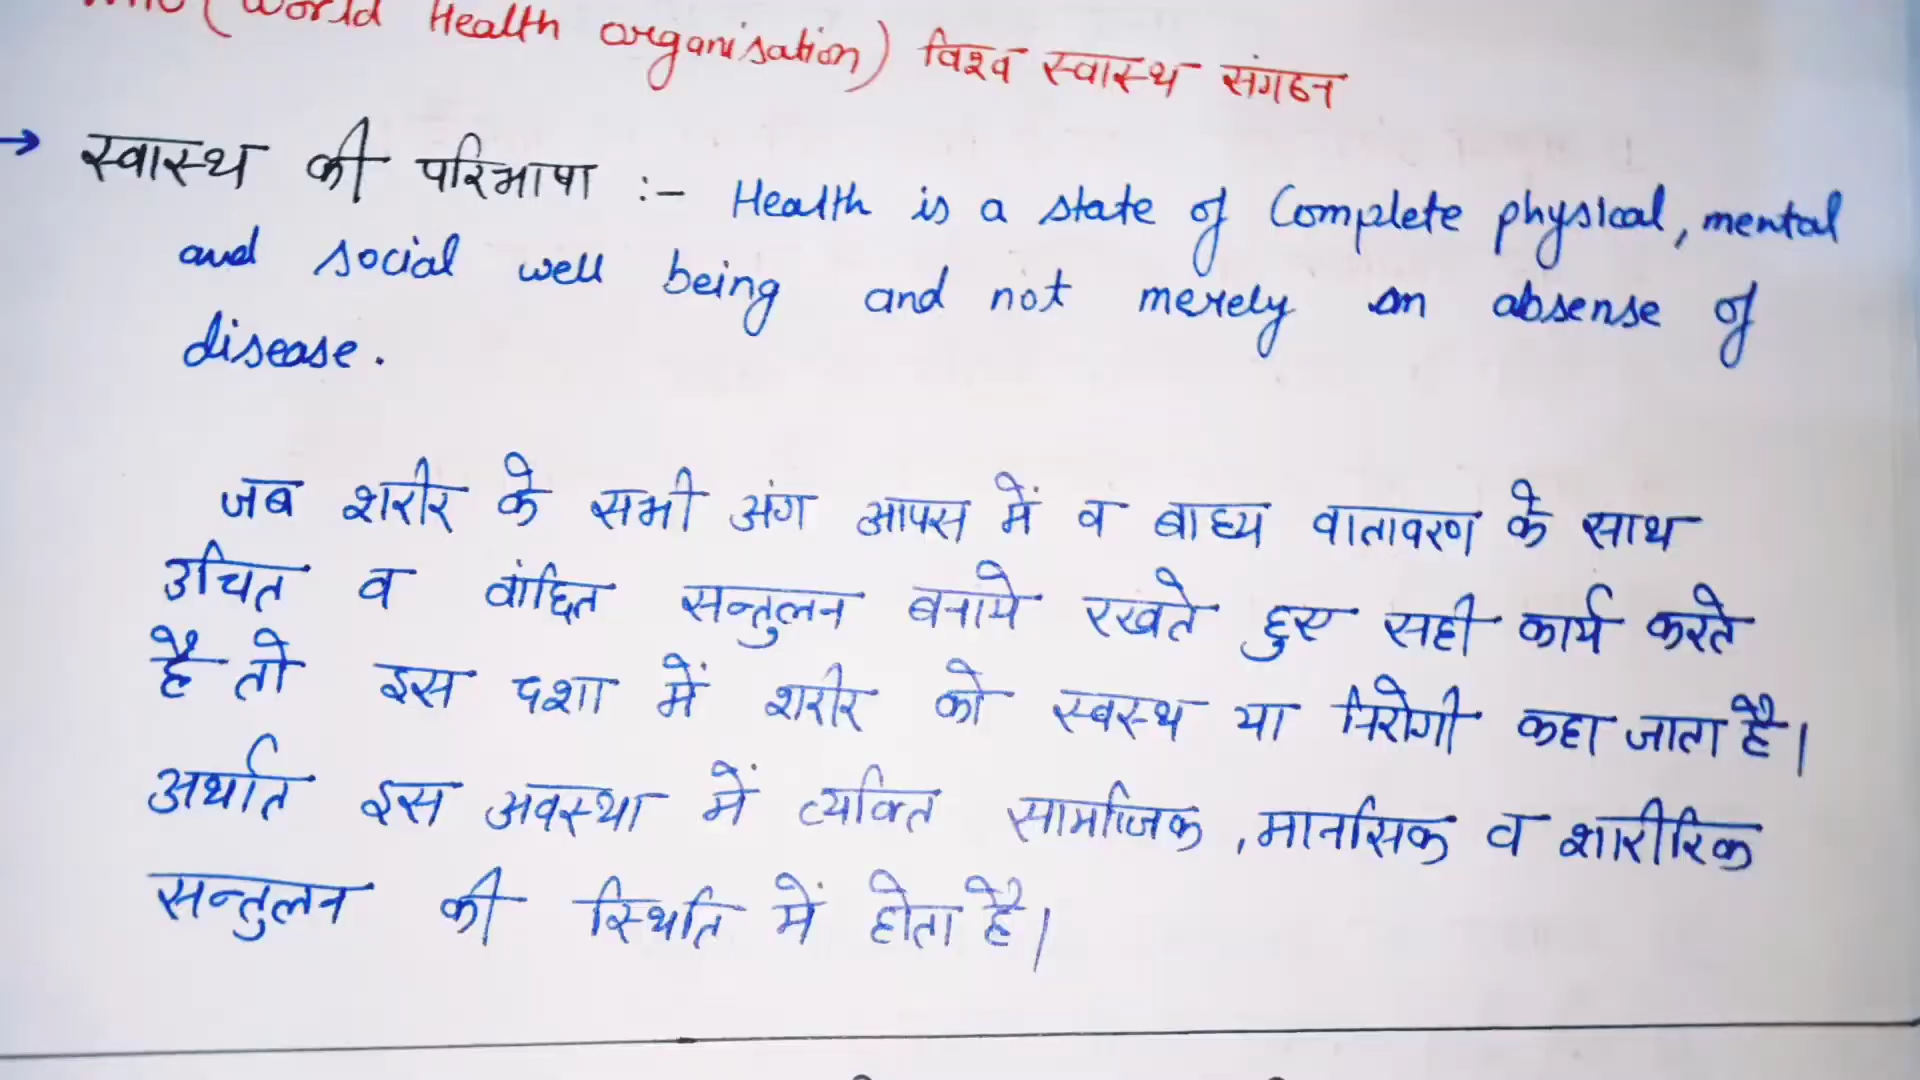 WHO (World Health organisation) विश्व स्वास्थ संगठन
→ स्वास्थ की परिभाषा :- Health is a state of Complete physical, mental
and social well being and not merely an absense of
disease.
जब शरीर के सभी अंग आपस में व बाह्य वातावरण के साथ
उचित व वांछित सन्तुलन बनाये रखते हुए सही कार्य करते
है तो इस दशा में शरीर को स्वस्थ या निरोगी कहा जाता है।
अर्थात इस अवस्था में व्यक्ति सामाजिक, मानसिक व शारीरिक
सन्तुलन की स्थिति में होता है।